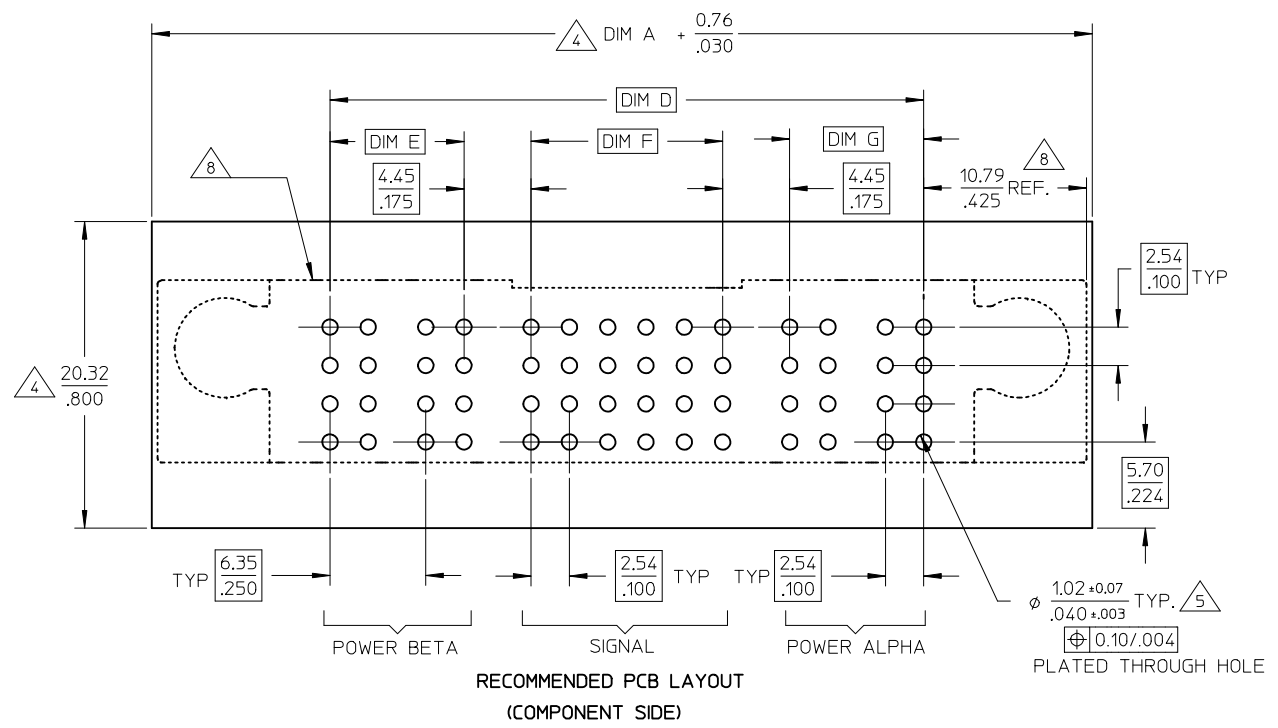 4 DIM A + 0.76
.030
DIM D
DIM E
DIM F
DIM G
8
8
4.45
.175
4.45
.175
10.79
.425 REF.
2.54
.100 TYP
4 20.32
.800
5.70
.224
TYP 6.35
.250
2.54
.100 TYP
TYP 2.54
.100
ø 1.02 ±0.07
.040 ±.003 TYP. 5
⌖ 0.10/.004
PLATED THROUGH HOLE
POWER BETA
SIGNAL
POWER ALPHA
RECOMMENDED PCB LAYOUT
(COMPONENT SIDE)